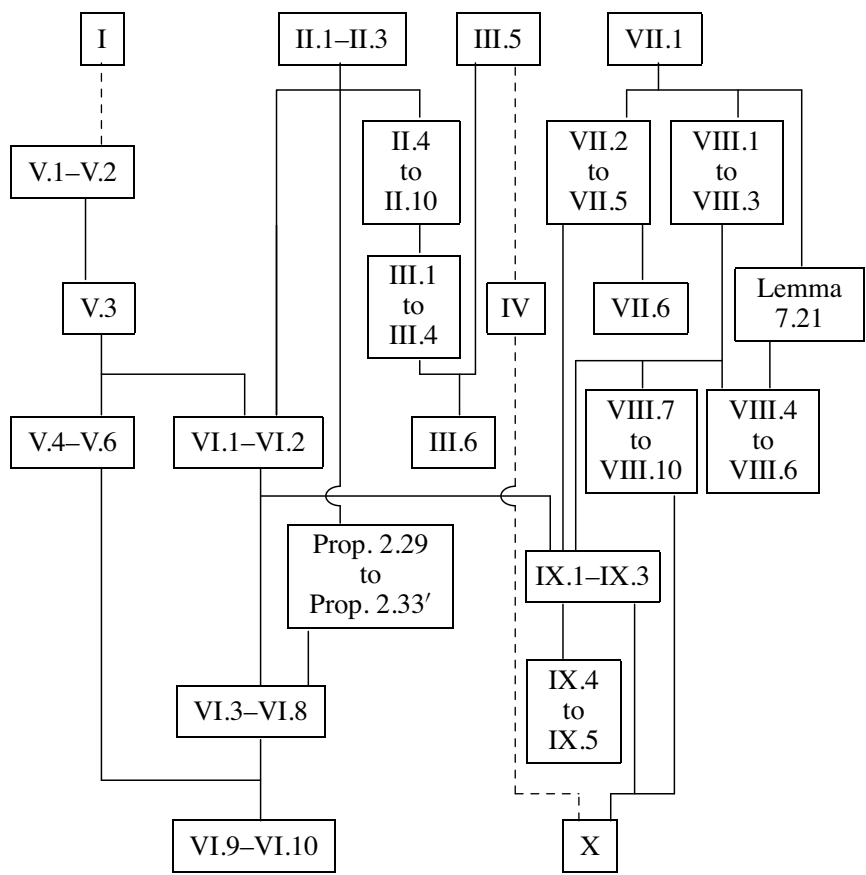 I
II.1–II.3
III.5
VII.1
V.1–V.2
II.4
to
II.10
VII.2
to
VII.5
VIII.1
to
VIII.3
V.3
III.1
to
III.4
IV
VII.6
Lemma
7.21
V.4–V.6
VI.1–VI.2
III.6
VIII.7
to
VIII.10
VIII.4
to
VIII.6
Prop. 2.29
to
Prop. 2.33′
IX.1–IX.3
VI.3–VI.8
IX.4
to
IX.5
VI.9–VI.10
X